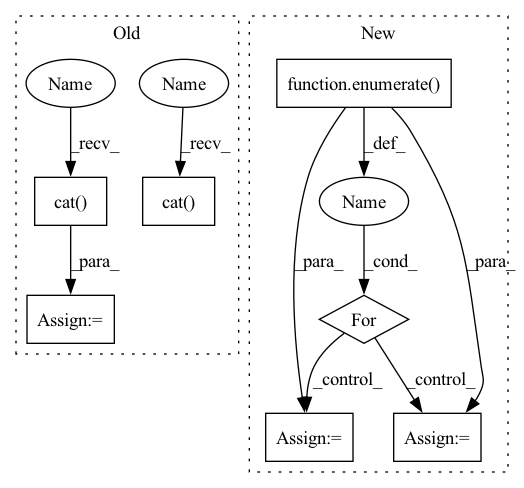 Old
New
Name
Name
function.enumerate()
_recv_
_recv_
_def_
cat()
cat()
Name
_para_
_para_
_cond_
_para_
Assign:=
For
_control_
_control_
Assign:=
Assign:=